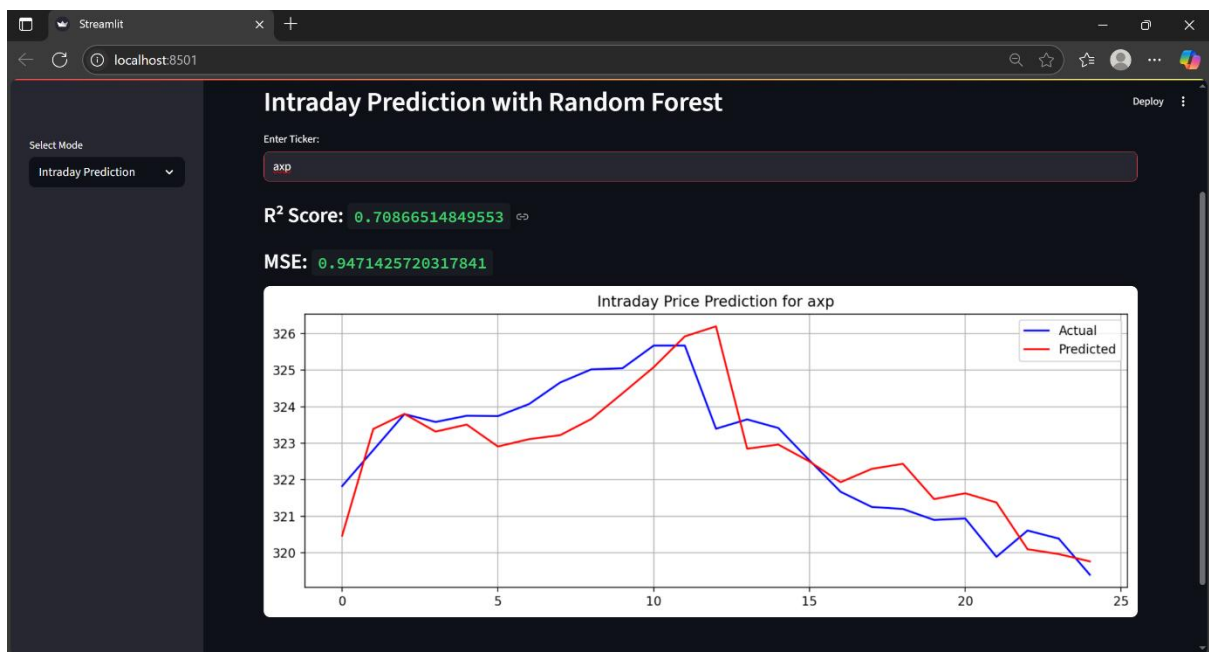 Streamlit
localhost:8501
Deploy
Select Mode
Intraday Prediction
Intraday Prediction with Random Forest
Enter Ticker:
axp
R² Score: 0.70866514849553
MSE: 0.9471425720317841
Intraday Price Prediction for axp
Actual
Predicted
326
325
324
323
322
321
320
0 5 10 15 20 25